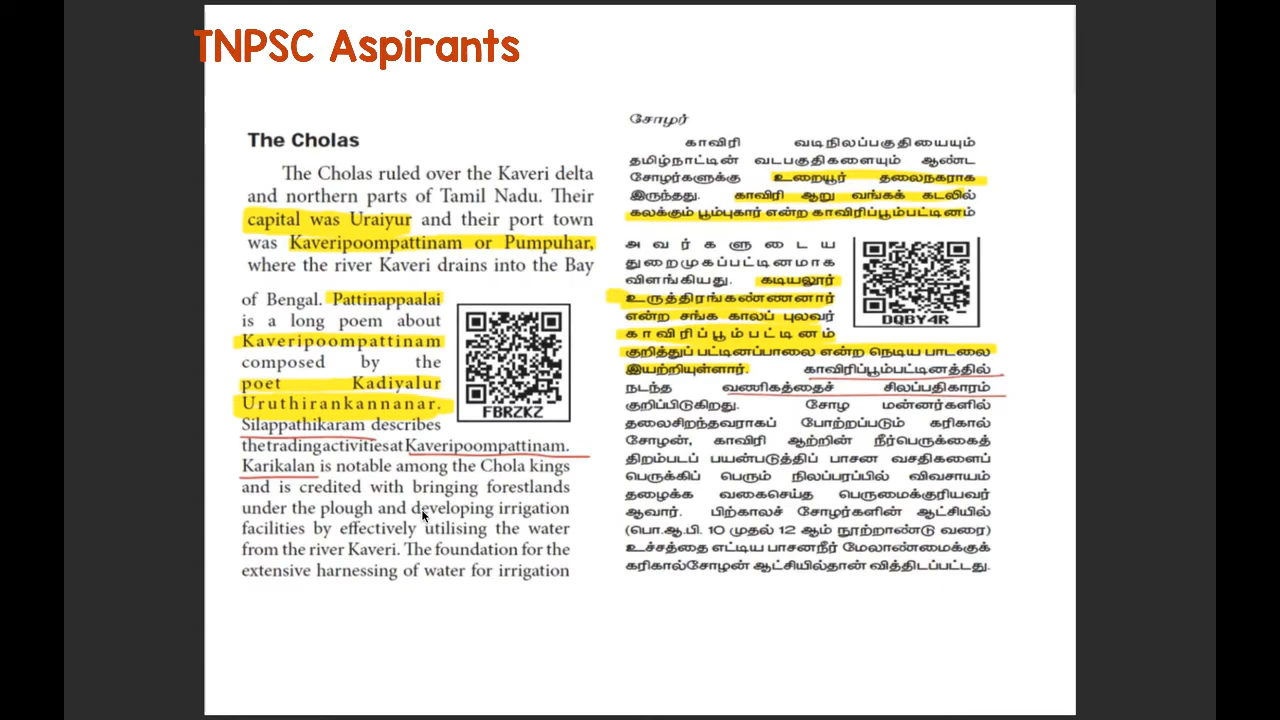 TNPSC Aspirants
The Cholas
The Cholas ruled over the Kaveri delta
and northern parts of Tamil Nadu. Their
capital was Uraiyur and their port town
was Kaveripoompattinam or Pumpuhar,
where the river Kaveri drains into the Bay
of Bengal. Pattinappaalai
is a long poem about
Kaveripoompattinam
composed by the
poet Kadiyalur
Uruthirankannanar.
Silappathikaram describes
the trading activities at Kaveripoompattinam.
Karikalan is notable among the Chola kings
and is credited with bringing forestlands
under the plough and developing irrigation
facilities by effectively utilising the water
from the river Kaveri. The foundation for the
extensive harnessing of water for irrigation
FBRZKZ
சோழர்
காவிரி வடிநிலப்பகுதியையும்
தமிழ்நாட்டின் வடபகுதிகளையும் ஆண்ட
சோழர்களுக்கு உறையூர் தலைநகராக
இருந்தது. காவிரி ஆறு வங்கக் கடலில்
கலக்கும் பூம்புகார் என்ற காவிரிப்பூம்பட்டினம்
அவர்களுடைய
துறைமுகப்பட்டினமாக
விளங்கியது. கடியலூர்
உருத்திரங்கண்ணனார்
என்ற சங்க காலப் புலவர்
காவிரிப்பூம்பட்டினம்
குறித்துப் பட்டினப்பாலை என்ற நெடிய பாடலை
இயற்றியுள்ளார். காவிரிப்பூம்பட்டினத்தில்
நடந்த வணிகத்தைச் சிலப்பதிகாரம்
குறிப்பிடுகிறது. சோழ மன்னர்களில்
தலைசிறந்தவராகப் போற்றப்படும் கரிகால்
சோழன், காவிரி ஆற்றின் நீர்பெருக்கைத்
திறம்படப் பயன்படுத்திப் பாசன வசதிகளைப்
பெருக்கிப் பெரும் நிலப்பரப்பில் விவசாயம்
தழைக்க வகைசெய்த பெருமைக்குரியவர்
ஆவார். பிற்காலச் சோழர்களின் ஆட்சியில்
(பொ.ஆ.பி. 10 முதல் 12 ஆம் நூற்றாண்டு வரை)
உச்சத்தை எட்டிய பாசனநீர் மேலாண்மைக்குக்
கரிகால்சோழன் ஆட்சியில்தான் வித்திடப்பட்டது.
DQBY4R